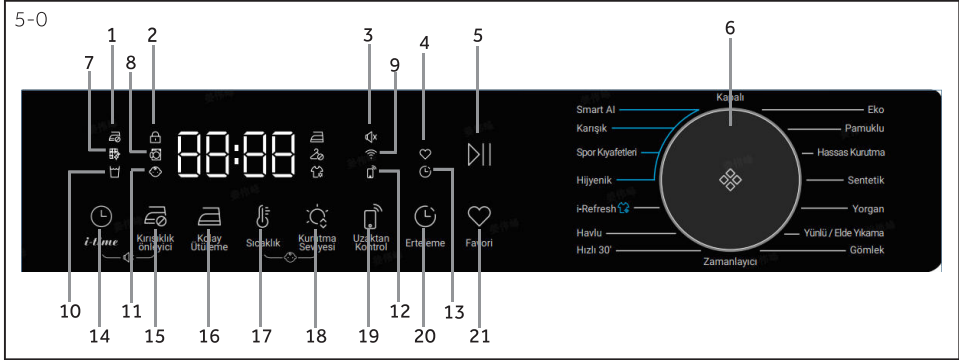 5-0
1 2 3 4 5 6
7 8 9
88:88
Kapalı
Smart AI
Karışık
Spor Kıyafetleri
Hijyenik
i-Refresh
Havlu
Hızlı 30'
Zamanlayıcı
Eko
Pamuklu
Hassas Kurutma
Sentetik
Yorgan
Yünlü / Elde Yıkama
Gömlek
i-time
Kırışıklık
önleyici
Kolay
Ütüleme
Sıcaklık
Kurutma
Seviyesi
Uzaktan
Kontrol
Erteleme
Favori
10 11 12 13
14 15 16 17 18 19 20 21